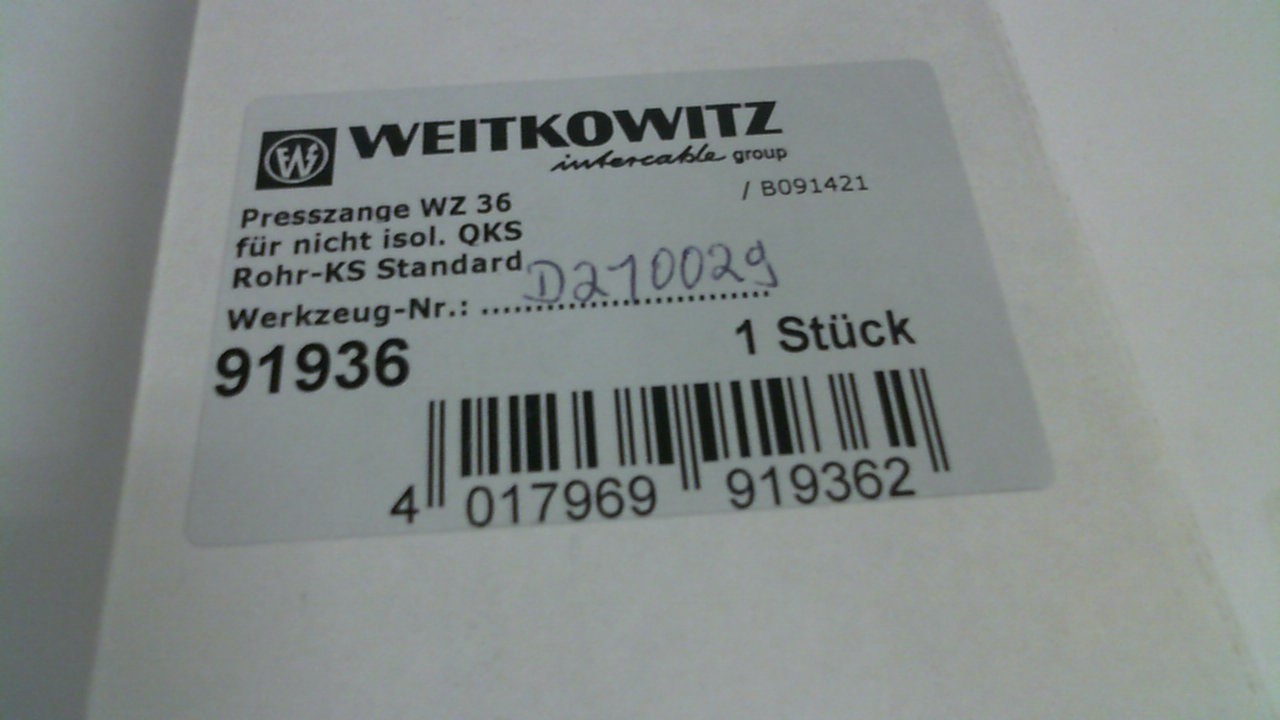 FWS WEITKOWITZ
intercable group
/ B091421
Presszange WZ 36
für nicht isol. QKS
Rohr-KS Standard
Werkzeug-Nr.: D210029
91936
1 Stück
4 017969 919362